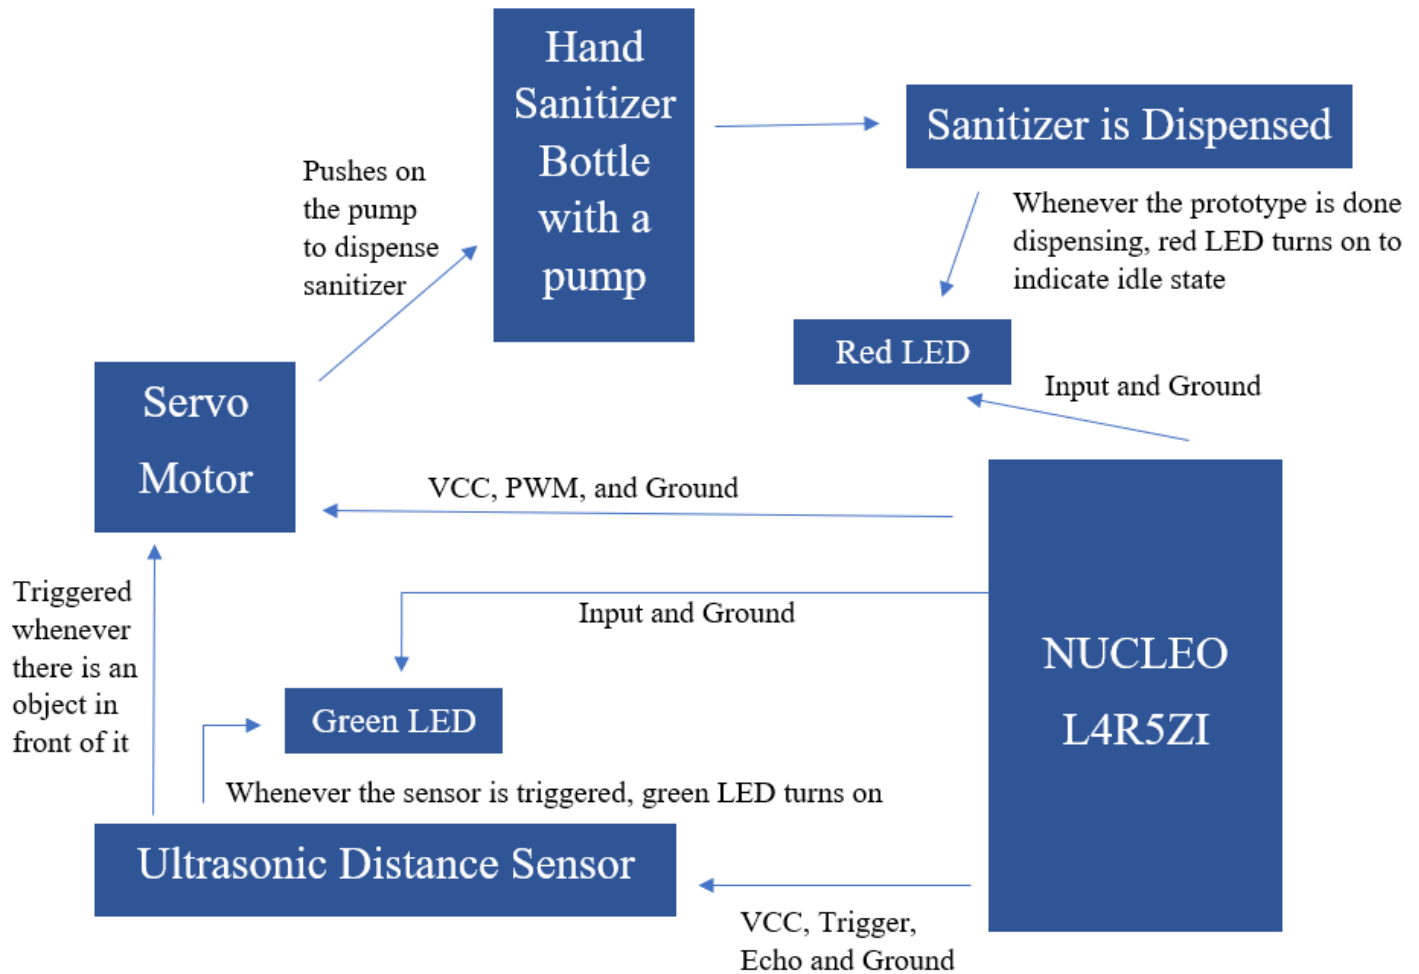 Hand
Sanitizer
Bottle
with a
pump
Sanitizer is Dispensed
Pushes on
the pump
to dispense
sanitizer
Whenever the prototype is done
dispensing, red LED turns on to
indicate idle state
Red LED
Input and Ground
Servo
Motor
VCC, PWM, and Ground
Triggered
whenever
there is an
object in
front of it
Input and Ground
NUCLEO
L4R5ZI
Green LED
Whenever the sensor is triggered, green LED turns on
Ultrasonic Distance Sensor
VCC, Trigger,
Echo and Ground